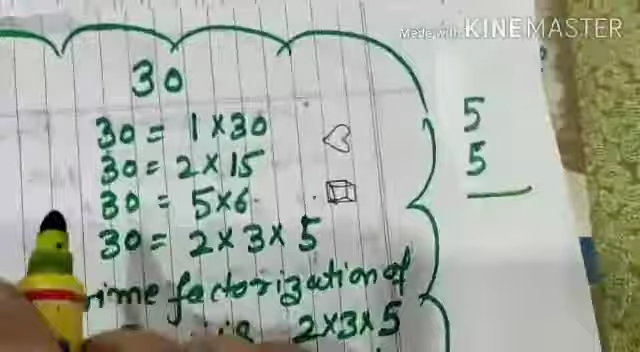 Made with KINEMASTER
30
30 = 1 × 30
30 = 2 × 15
30 = 5 × 6
30 = 2 × 3 × 5
factorization of
is 2×3×5
5
5